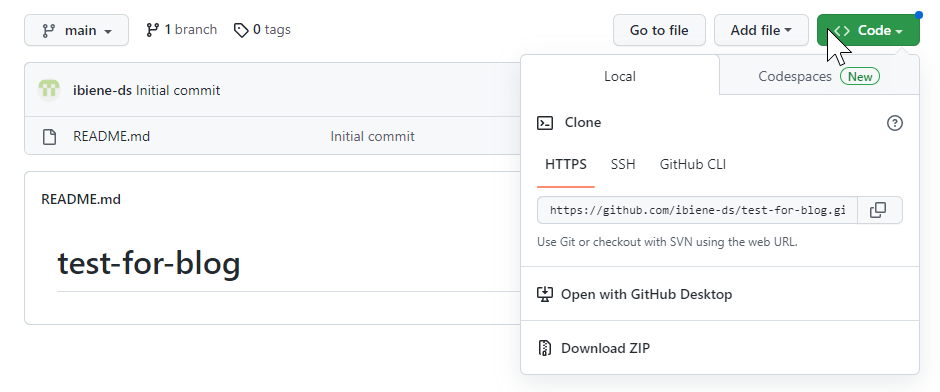 main 1 branch 0 tags Go to file Add file <> Code
ibiene-ds Initial commit
README.md Initial commit
README.md
test-for-blog
Local Codespaces New
Clone
HTTPS SSH GitHub CLI
https://github.com/ibiene-ds/test-for-blog.gi
Use Git or checkout with SVN using the web URL.
Open with GitHub Desktop
Download ZIP